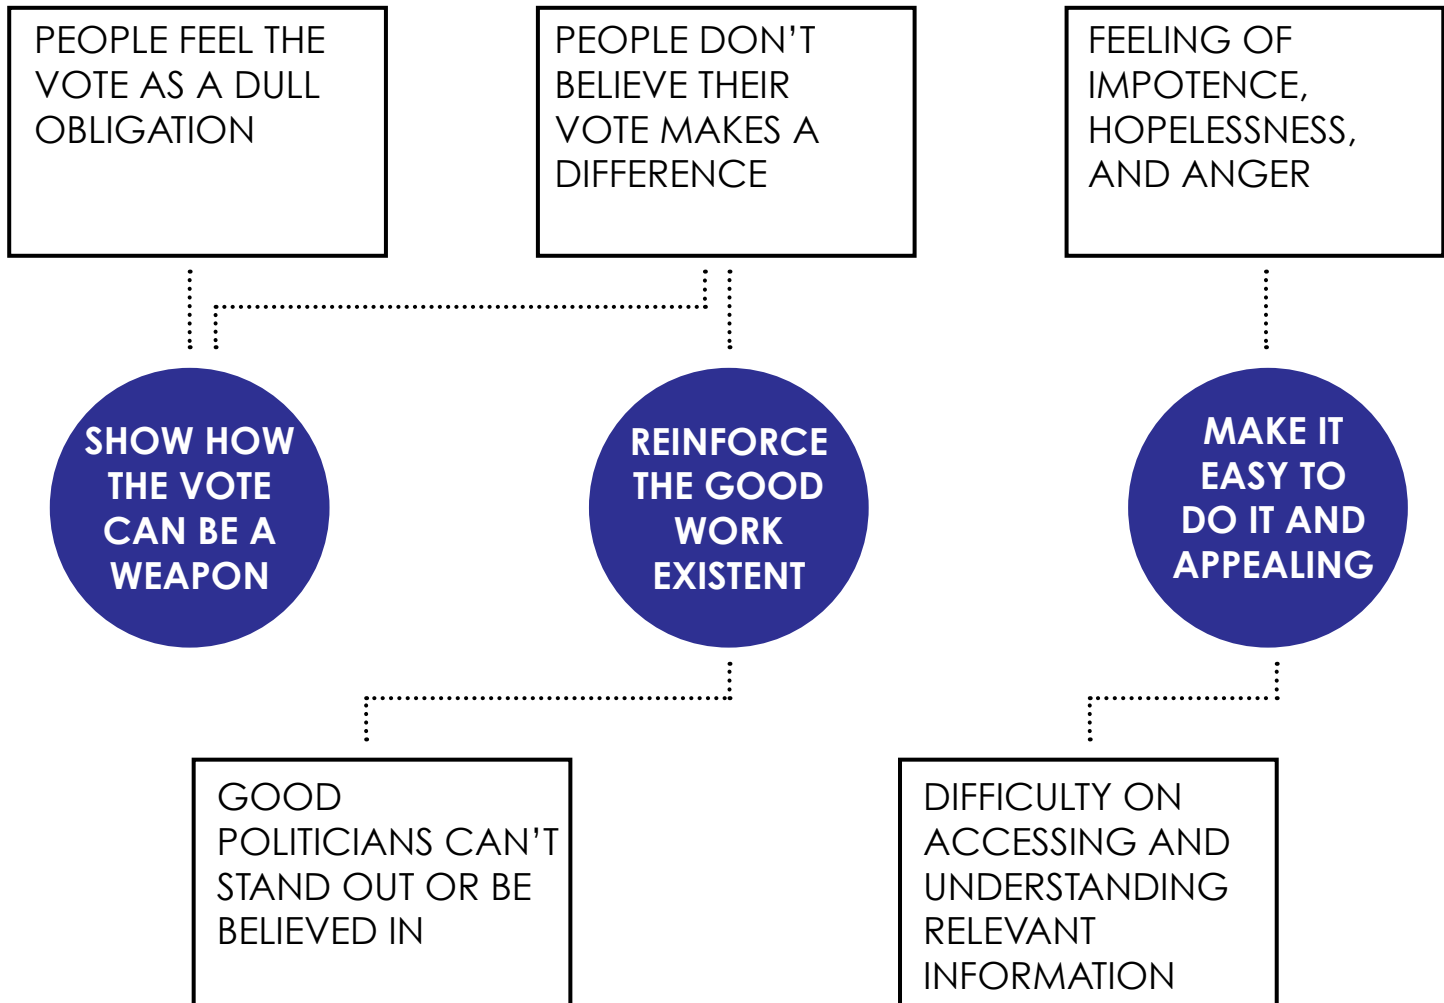 PEOPLE FEEL THE
VOTE AS A DULL
OBLIGATION
PEOPLE DON'T
BELIEVE THEIR
VOTE MAKES A
DIFFERENCE
FEELING OF
IMPOTENCE,
HOPELESSNESS,
AND ANGER
SHOW HOW
THE VOTE
CAN BE A
WEAPON
REINFORCE
THE GOOD
WORK
EXISTENT
MAKE IT
EASY TO
DO IT AND
APPEALING
GOOD
POLITICIANS CAN'T
STAND OUT OR BE
BELIEVED IN
DIFFICULTY ON
ACCESSING AND
UNDERSTANDING
RELEVANT
INFORMATION